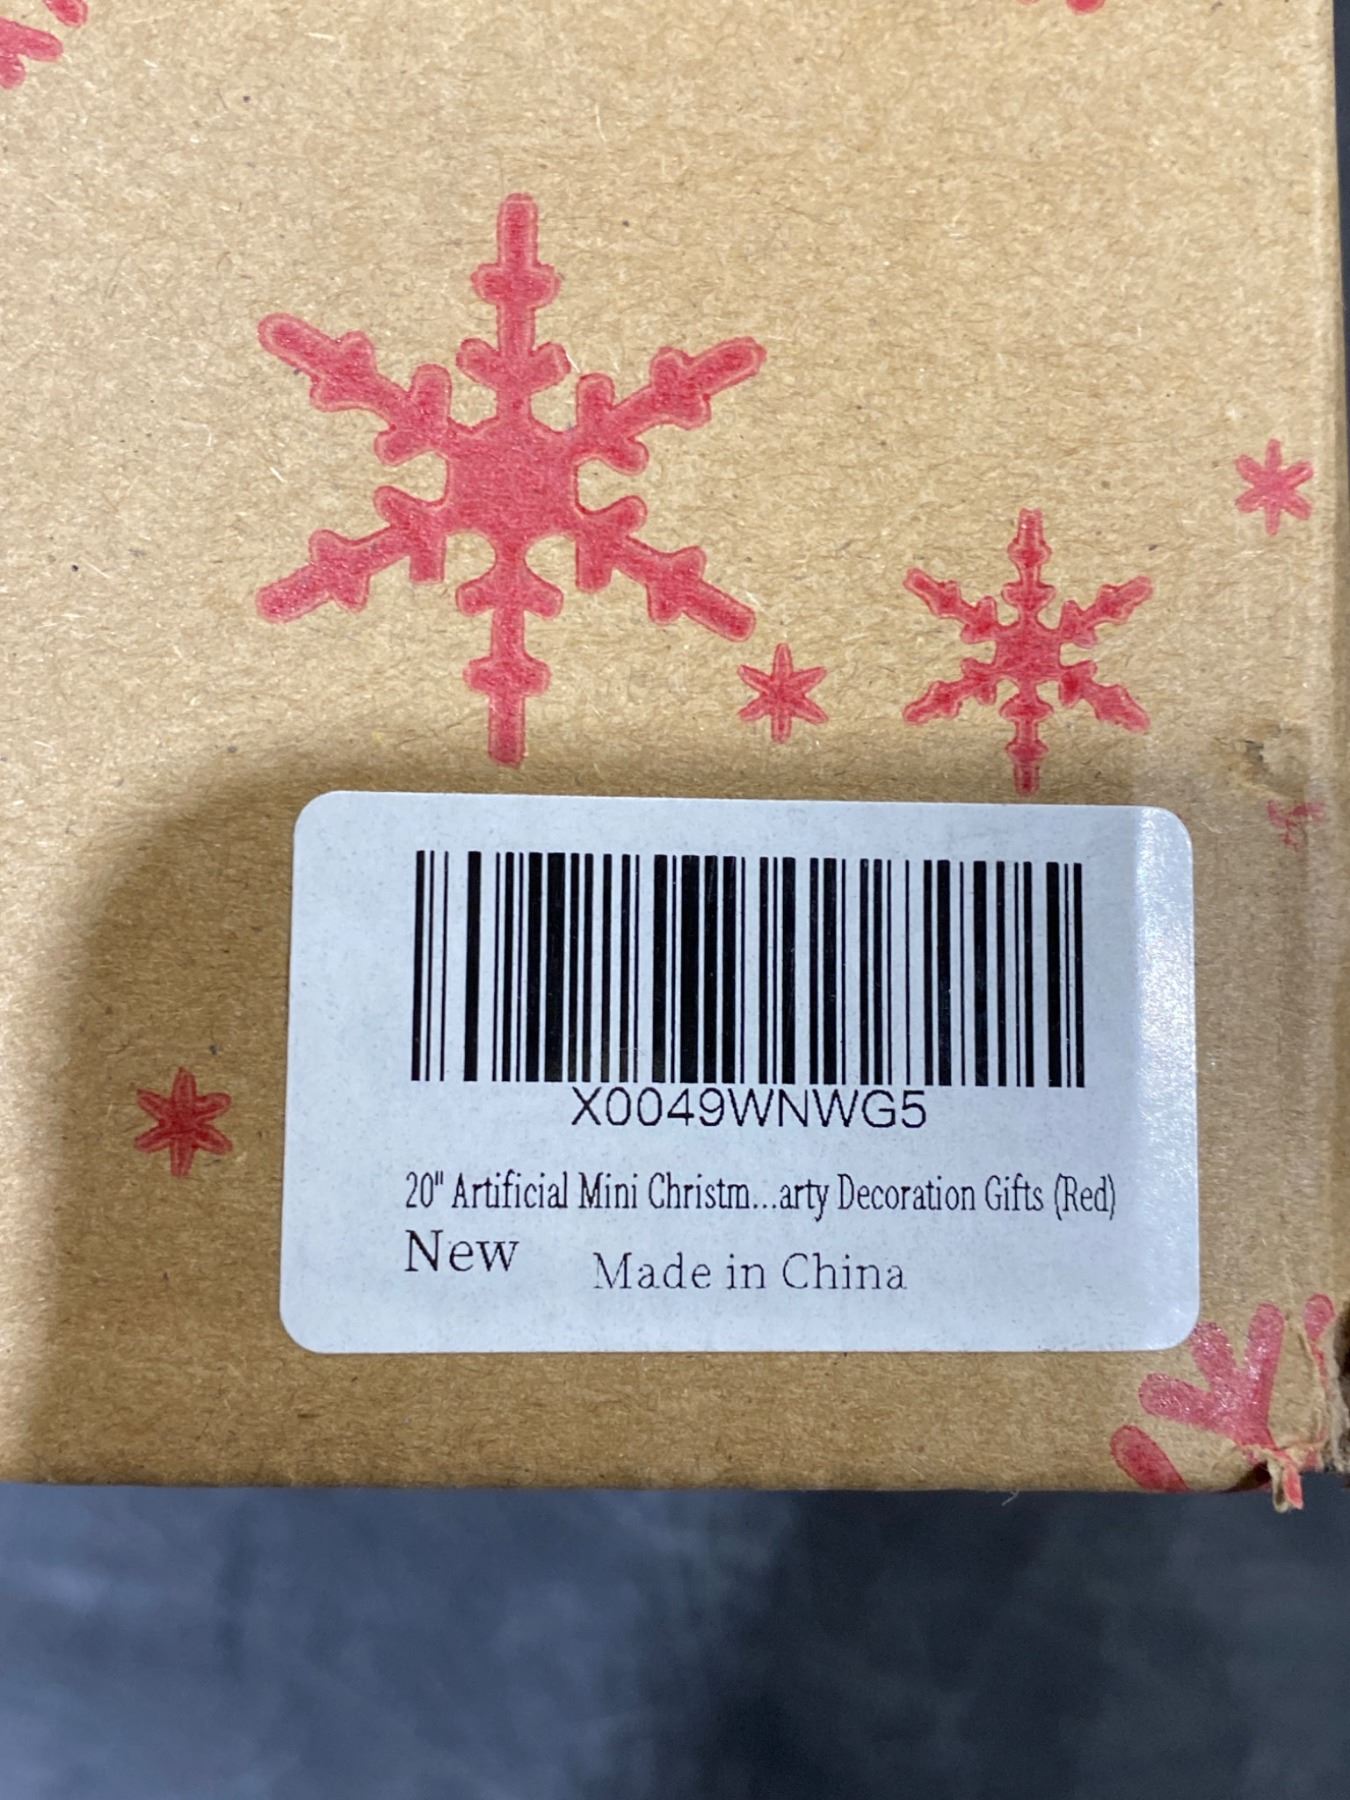 X0049WNWG5
20" Artificial Mini Christm...arty Decoration Gifts (Red)
New
Made in China